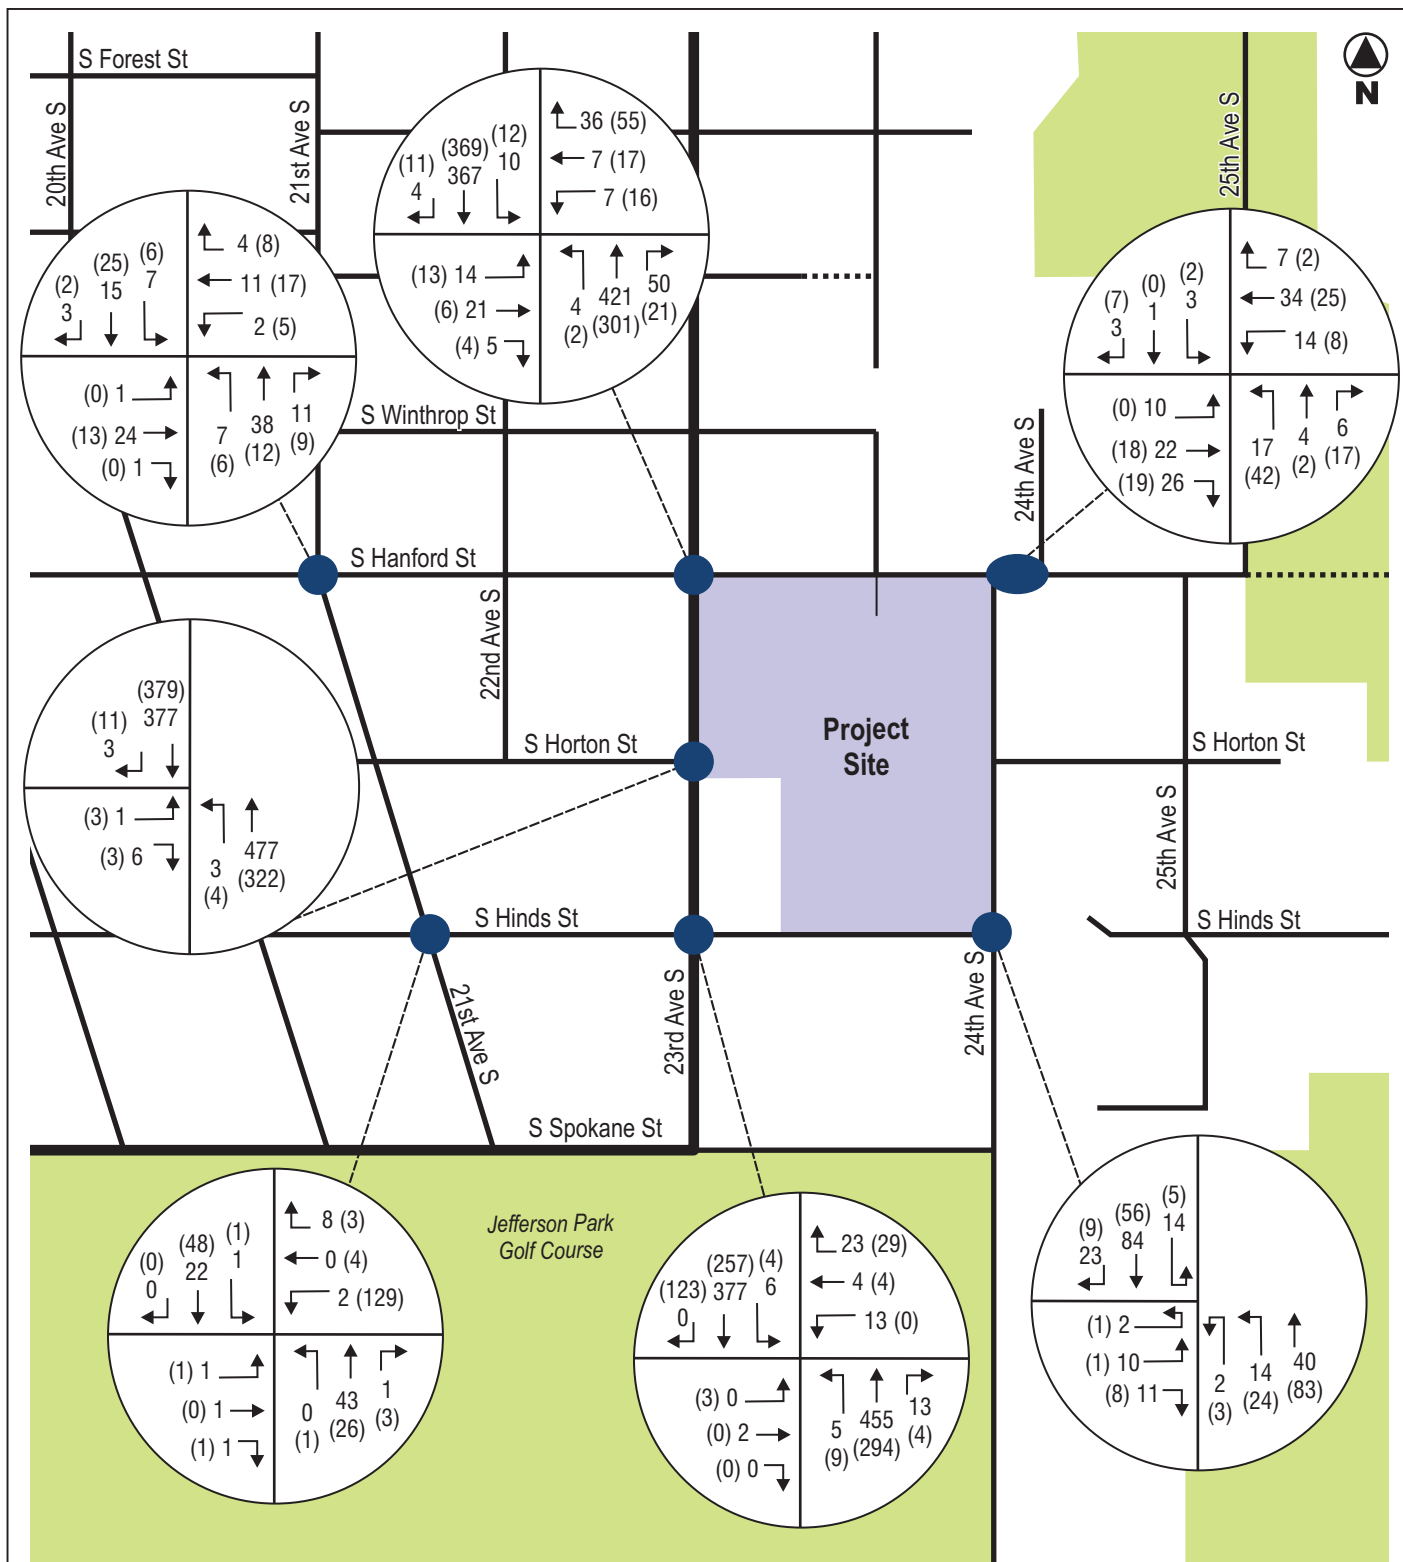 S Forest St
20th Ave S
21st Ave S
25th Ave S
N
(11) (369) (12)
4 367 10
36 (55)
7 (17)
7 (16)
(13) 14
(6) 21
(4) 5
4 421 50
(2) (301) (21)
(2) (25) (6)
3 15 7
4 (8)
11 (17)
2 (5)
(0) 1
(13) 24
(0) 1
7 38 11
(6) (12) (9)
(7) (0) (2)
3 1 3
7 (2)
34 (25)
14 (8)
(0) 10
(18) 22
(19) 26
17 4 6
(42) (2) (17)
S Winthrop St
24th Ave S
S Hanford St
22nd Ave S
(11) (379)
3 377
(3) 1
(3) 6
3 477
(4) (322)
Project
Site
S Horton St
S Horton St
25th Ave S
S Hinds St
S Hinds St
21st Ave S
23rd Ave S
24th Ave S
S Spokane St
Jefferson Park
Golf Course
(0) (48) (1)
0 22 1
8 (3)
0 (4)
2 (129)
(1) 1
(0) 1
(1) 1
0 43 1
(1) (26) (3)
(123) (257) (4)
0 377 6
23 (29)
4 (4)
13 (0)
(3) 0
(0) 2
(0) 0
5 455 13
(9) (294) (4)
(9) (56) (5)
23 84 14
(1) 2
(1) 10
(8) 11
2 14 40
(3) (24) (83)